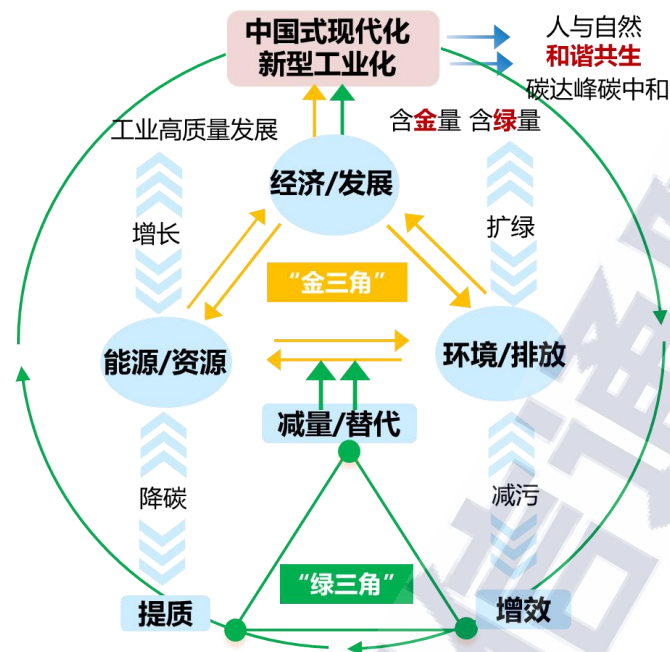 中国式现代化
新型工业化
人与自然
和谐共生
碳达峰碳中和
工业高质量发展
含金量 含绿量
经济/发展
增长
扩绿
“金三角”
能源/资源
环境/排放
减量/替代
降碳
减污
“绿三角”
提质
增效